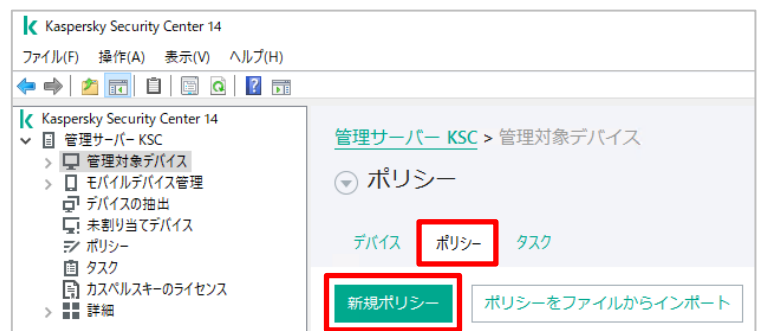 Kaspersky Security Center 14
ファイル(F) 操作(A) 表示(V) ヘルプ(H)
Kaspersky Security Center 14
管理サーバー KSC
管理対象デバイス
モバイルデバイス管理
デバイスの抽出
未割り当てデバイス
ポリシー
タスク
カスペルスキーのライセンス
詳細
管理サーバー KSC > 管理対象デバイス
ポリシー
デバイス ポリシー タスク
新規ポリシー ポリシーをファイルからインポート